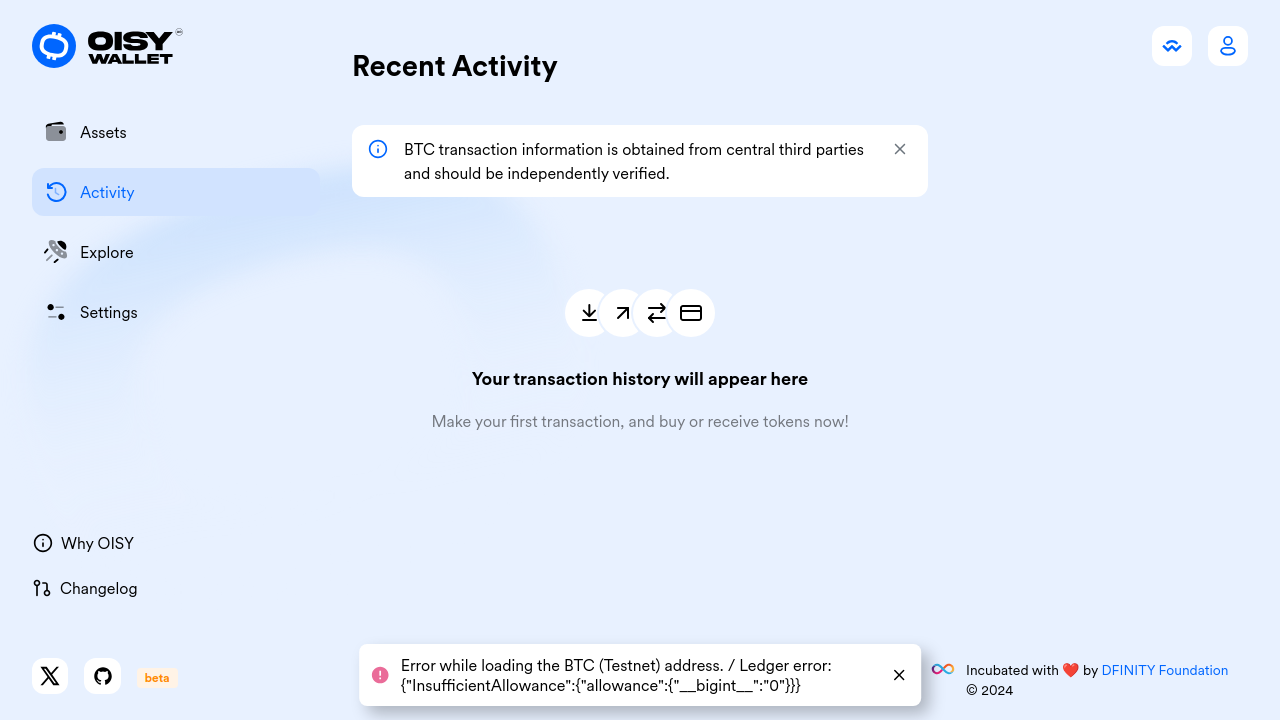 OISY
WALLET
Recent Activity
Assets
Activity
Explore
Settings
BTC transaction information is obtained from central third parties
and should be independently verified.
Your transaction history will appear here
Make your first transaction, and buy or receive tokens now!
Why OISY
Changelog
beta
Error while loading the BTC (Testnet) address. / Ledger error:
{"InsufficientAllowance":{"allowance":{"__bigint__":"0"}}}
Incubated with ❤️ by DFINITY Foundation
© 2024